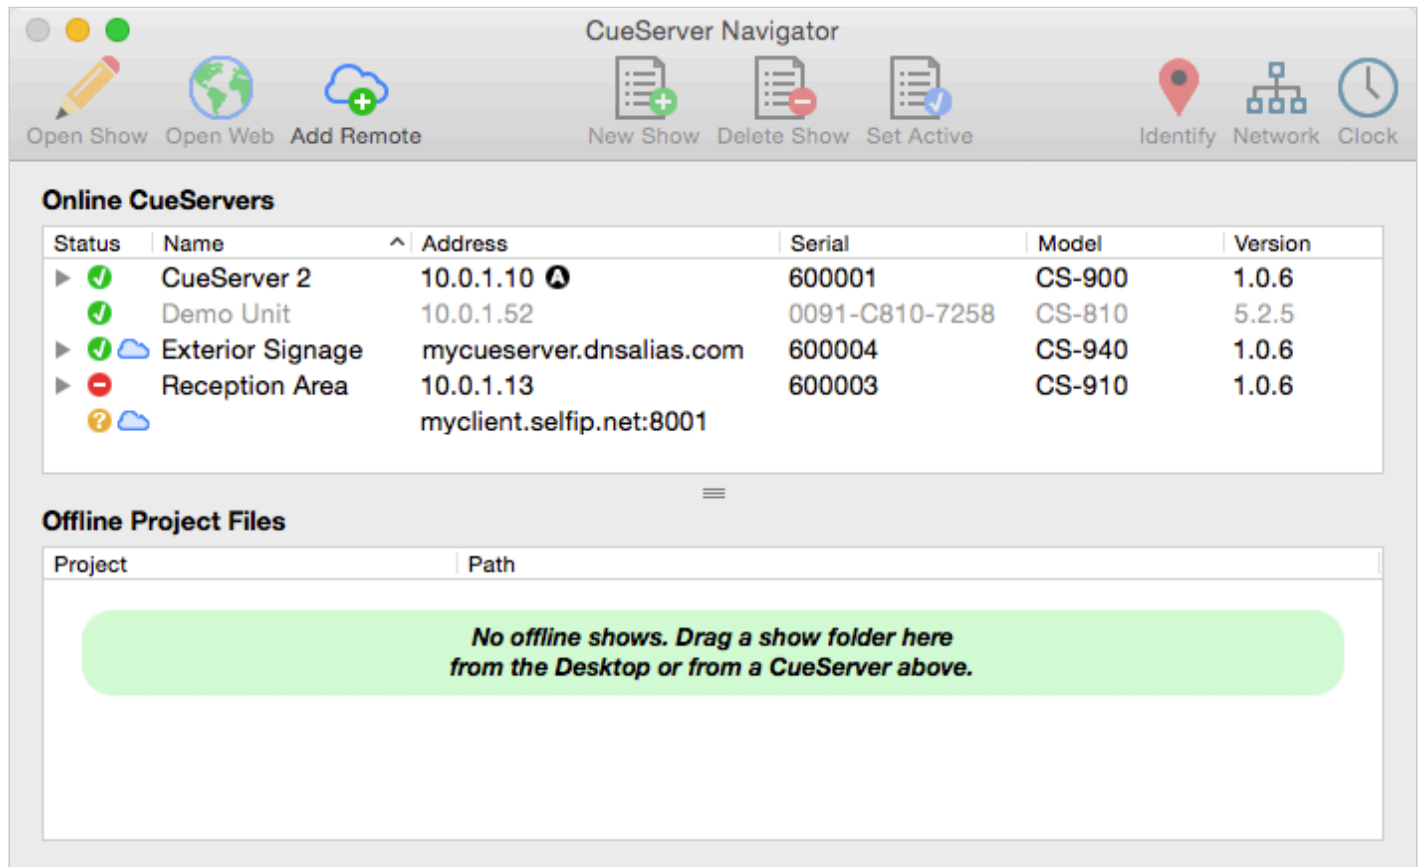 CueServer Navigator
Open Show Open Web Add Remote New Show Delete Show Set Active Identify Network Clock
Online CueServers
Status Name Address Serial Model Version
CueServer 2 10.0.1.10 A 600001 CS-900 1.0.6
Demo Unit 10.0.1.52 0091-C810-7258 CS-810 5.2.5
Exterior Signage mycueserver.dnsalias.com 600004 CS-940 1.0.6
Reception Area 10.0.1.13 600003 CS-910 1.0.6
? myclient.selfip.net:8001
Offline Project Files
Project Path
No offline shows. Drag a show folder here
from the Desktop or from a CueServer above.